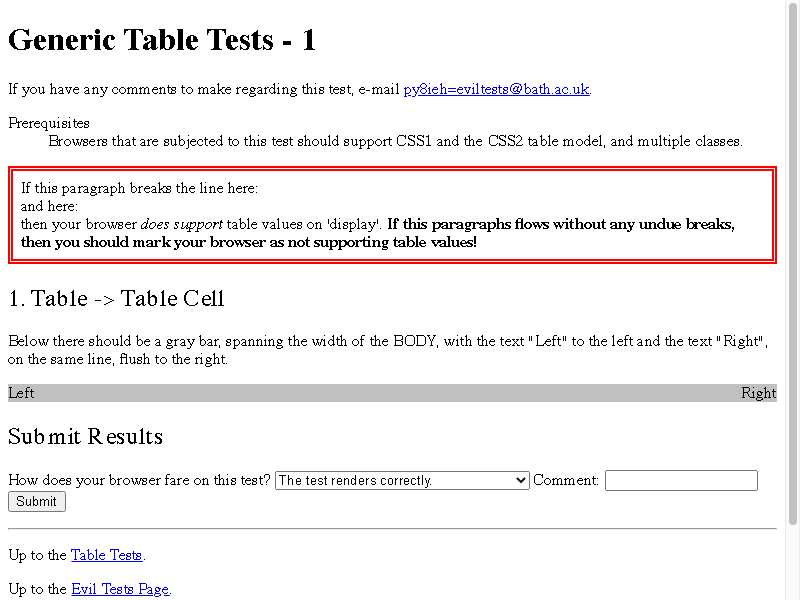 Generic Table Tests - 1
If you have any comments to make regarding this test, e-mail py8ieh=eviltests@bath.ac.uk.
Prerequisites
Browsers that are subjected to this test should support CSS1 and the CSS2 table model, and multiple classes.
If this paragraph breaks the line here:
and here:
then your browser does support table values on 'display'. If this paragraphs flows without any undue breaks,
then you should mark your browser as not supporting table values!
1. Table -> Table Cell
Below there should be a gray bar, spanning the width of the BODY, with the text "Left" to the left and the text "Right",
on the same line, flush to the right.
Left Right
Submit Results
How does your browser fare on this test? The test renders correctly. Comment:
Submit
Up to the Table Tests.
Up to the Evil Tests Page.